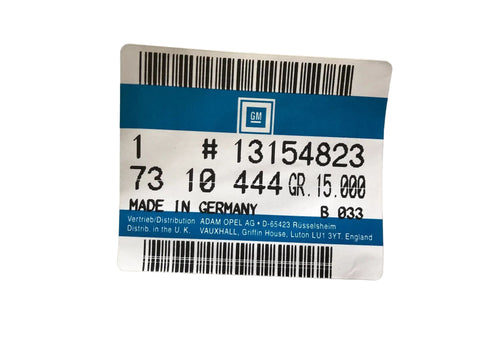 GM
1 # 13154823
73 10 444 GR. 15.000
MADE IN GERMANY B 033
Vertrieb/Distribution ADAM OPEL AG • D-65423 Rüsselsheim
Distrib. in the U. K. VAUXHALL, Griffin House, Luton LU1 3YT. England